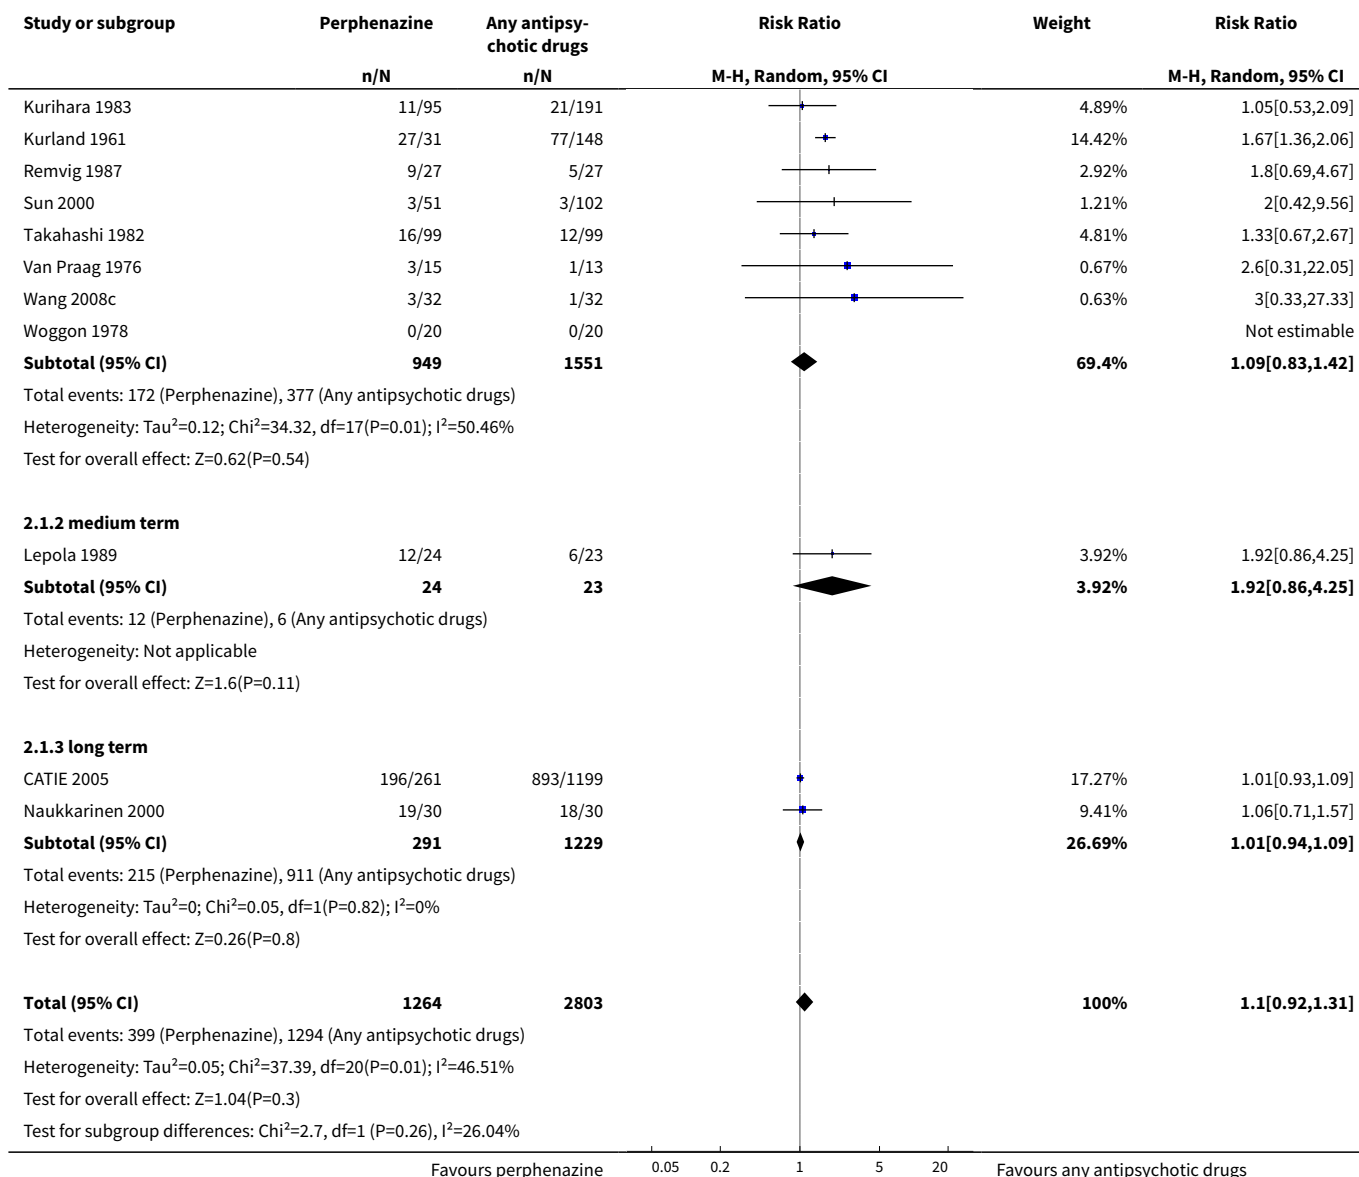 Study or subgroup Perphenazine Any antipsy-chotic drugs Risk Ratio Weight Risk Ratio
n/N n/N M-H, Random, 95% CI M-H, Random, 95% CI
Kurihara 1983 11/95 21/191 4.89% 1.05[0.53,2.09]
Kurland 1961 27/31 77/148 14.42% 1.67[1.36,2.06]
Remvig 1987 9/27 5/27 2.92% 1.8[0.69,4.67]
Sun 2000 3/51 3/102 1.21% 2[0.42,9.56]
Takahashi 1982 16/99 12/99 4.81% 1.33[0.67,2.67]
Van Praag 1976 3/15 1/13 0.67% 2.6[0.31,22.05]
Wang 2008c 3/32 1/32 0.63% 3[0.33,27.33]
Woggon 1978 0/20 0/20 Not estimable
Subtotal (95% CI) 949 1551 69.4% 1.09[0.83,1.42]
Total events: 172 (Perphenazine), 377 (Any antipsychotic drugs)
Heterogeneity: Tau²=0.12; Chi²=34.32, df=17(P=0.01); I²=50.46%
Test for overall effect: Z=0.62(P=0.54)
2.1.2 medium term
Lepola 1989 12/24 6/23 3.92% 1.92[0.86,4.25]
Subtotal (95% CI) 24 23 3.92% 1.92[0.86,4.25]
Total events: 12 (Perphenazine), 6 (Any antipsychotic drugs)
Heterogeneity: Not applicable
Test for overall effect: Z=1.6(P=0.11)
2.1.3 long term
CATIE 2005 196/261 893/1199 17.27% 1.01[0.93,1.09]
Naukkarinen 2000 19/30 18/30 9.41% 1.06[0.71,1.57]
Subtotal (95% CI) 291 1229 26.69% 1.01[0.94,1.09]
Total events: 215 (Perphenazine), 911 (Any antipsychotic drugs)
Heterogeneity: Tau²=0; Chi²=0.05, df=1(P=0.82); I²=0%
Test for overall effect: Z=0.26(P=0.8)
Total (95% CI) 1264 2803 100% 1.1[0.92,1.31]
Total events: 399 (Perphenazine), 1294 (Any antipsychotic drugs)
Heterogeneity: Tau²=0.05; Chi²=37.39, df=20(P=0.01); I²=46.51%
Test for overall effect: Z=1.04(P=0.3)
Test for subgroup differences: Chi²=2.7, df=1 (P=0.26), I²=26.04%
Favours perphenazine 0.05 0.2 1 5 20 Favours any antipsychotic drugs